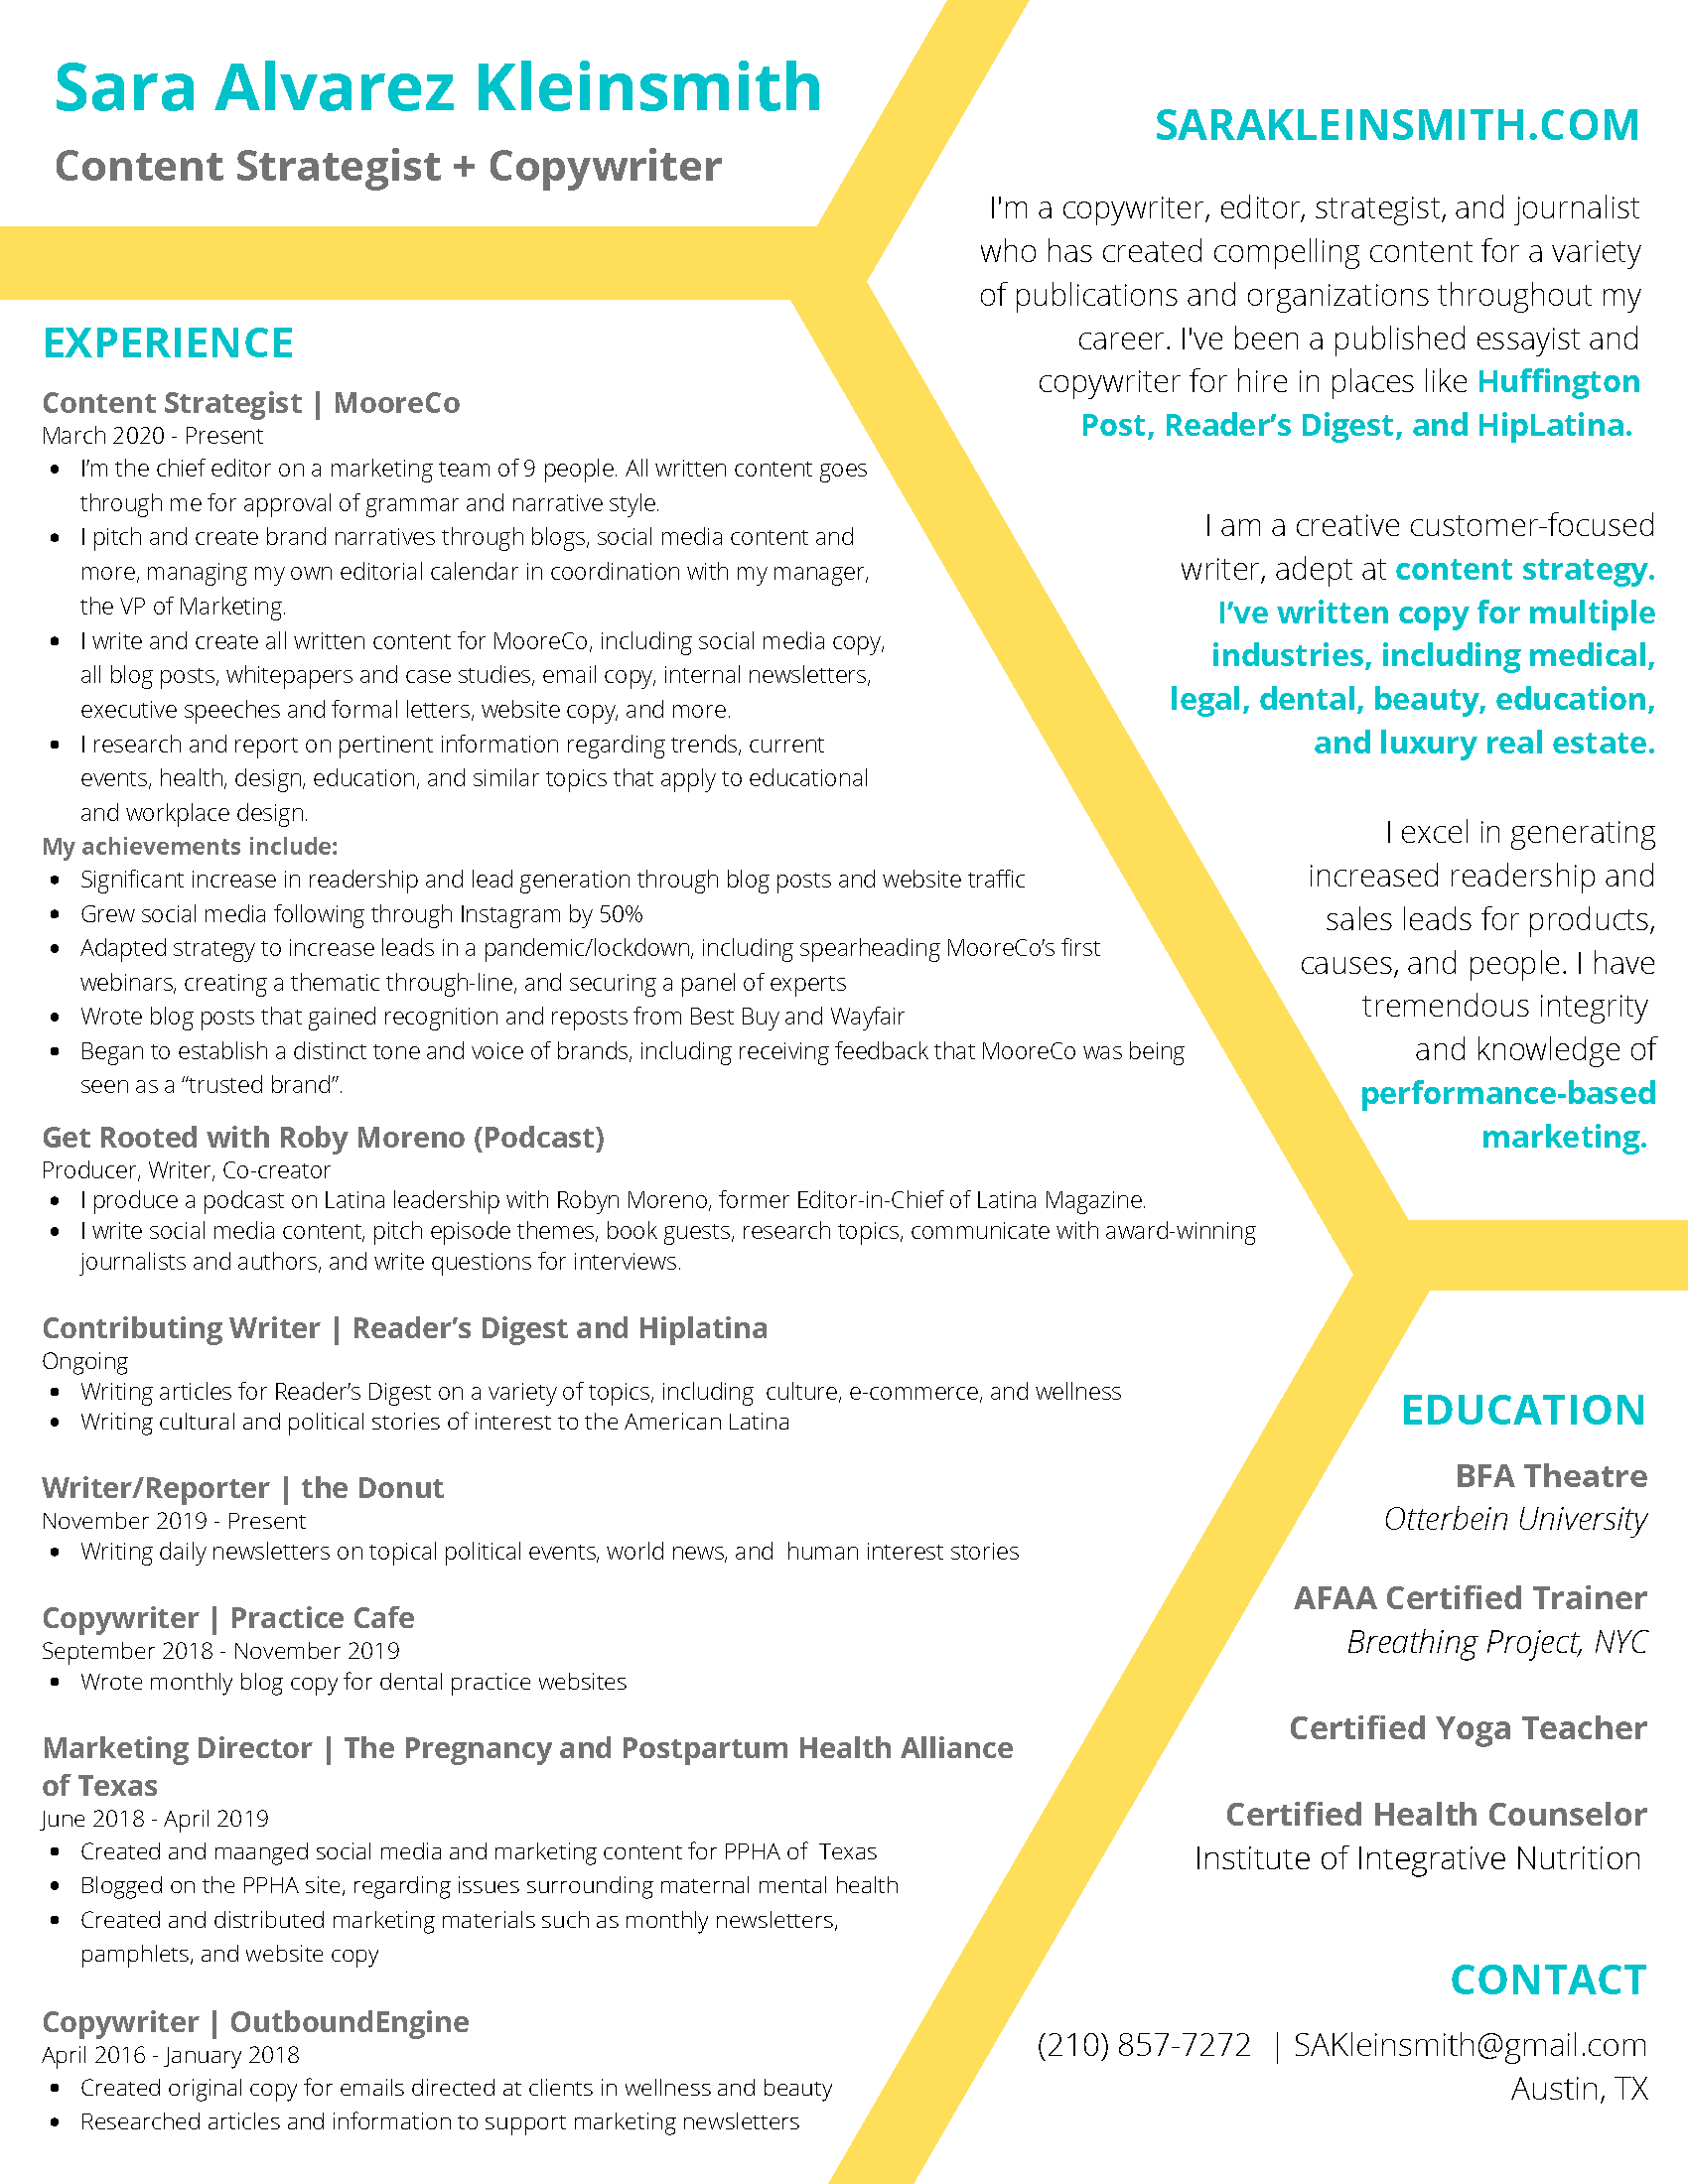 Sara Alvarez Kleinsmith
Content Strategist + Copywriter
EXPERIENCE
Content Strategist | MooreCo
March 2020 - Present
• I’m the chief editor on a marketing team of 9 people. All written content goes
through me for approval of grammar and narrative style.
• I pitch and create brand narratives through blogs, social media content and
more, managing my own editorial calendar in coordination with my manager,
the VP of Marketing.
• I write and create all written content for MooreCo, including social media copy,
all blog posts, whitepapers and case studies, email copy, internal newsletters,
executive speeches and formal letters, website copy, and more.
• I research and report on pertinent information regarding trends, current
events, health, design, education, and similar topics that apply to educational
and workplace design.
My achievements include:
• Significant increase in readership and lead generation through blog posts and website traffic
• Grew social media following through Instagram by 50%
• Adapted strategy to increase leads in a pandemic/lockdown, including spearheading MooreCo’s first
webinars, creating a thematic through-line, and securing a panel of experts
• Wrote blog posts that gained recognition and reposts from Best Buy and Wayfair
• Began to establish a distinct tone and voice of brands, including receiving feedback that MooreCo was being
seen as a “trusted brand”.
Get Rooted with Roby Moreno (Podcast)
Producer, Writer, Co-creator
• I produce a podcast on Latina leadership with Robyn Moreno, former Editor-in-Chief of Latina Magazine.
• I write social media content, pitch episode themes, book guests, research topics, communicate with award-winning
journalists and authors, and write questions for interviews.
Contributing Writer | Reader’s Digest and Hiplatina
Ongoing
• Writing articles for Reader’s Digest on a variety of topics, including culture, e-commerce, and wellness
• Writing cultural and political stories of interest to the American Latina
Writer/Reporter | the Donut
November 2019 - Present
• Writing daily newsletters on topical political events, world news, and human interest stories
Copywriter | Practice Cafe
September 2018 - November 2019
• Wrote monthly blog copy for dental practice websites
Marketing Director | The Pregnancy and Postpartum Health Alliance
of Texas
June 2018 - April 2019
• Created and maanged social media and marketing content for PPHA of Texas
• Blogged on the PPHA site, regarding issues surrounding maternal mental health
• Created and distributed marketing materials such as monthly newsletters,
pamphlets, and website copy
Copywriter | OutboundEngine
April 2016 - January 2018
• Created original copy for emails directed at clients in wellness and beauty
• Researched articles and information to support marketing newsletters
SARAKLEINSMITH.COM
I'm a copywriter, editor, strategist, and journalist
who has created compelling content for a variety
of publications and organizations throughout my
career. I've been a published essayist and
copywriter for hire in places like Huffington
Post, Reader’s Digest, and HipLatina.
I am a creative customer-focused
writer, adept at content strategy.
I’ve written copy for multiple
industries, including medical,
legal, dental, beauty, education,
and luxury real estate.
I excel in generating
increased readership and
sales leads for products,
causes, and people. I have
tremendous integrity
and knowledge of
performance-based
marketing.
EDUCATION
BFA Theatre
Otterbein University
AFAA Certified Trainer
Breathing Project, NYC
Certified Yoga Teacher
Certified Health Counselor
Institute of Integrative Nutrition
CONTACT
(210) 857-7272 | SAKleinsmith@gmail.com
Austin, TX